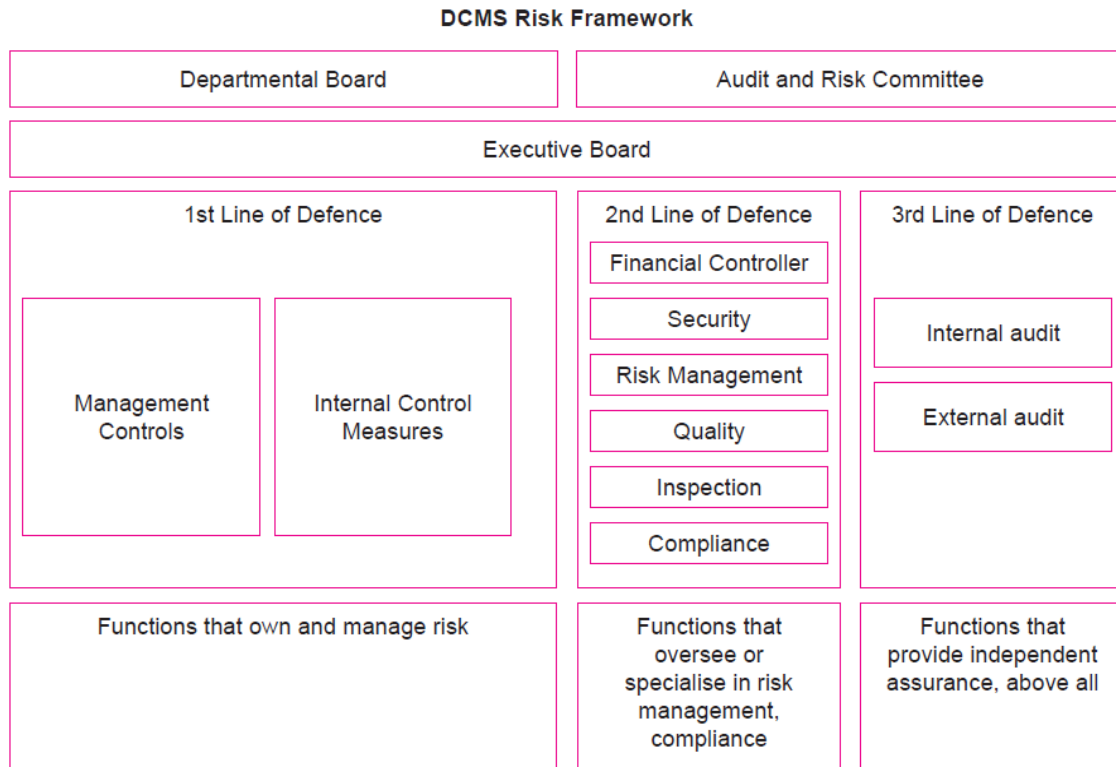 DCMS Risk Framework
Departmental Board
Audit and Risk Committee
Executive Board
1st Line of Defence
Management
Controls
Internal Control
Measures
2nd Line of Defence
Financial Controller
Security
Risk Management
Quality
Inspection
Compliance
3rd Line of Defence
Internal audit
External audit
Functions that own and manage risk
Functions that
oversee or
specialise in risk
management,
compliance
Functions that
provide independent
assurance, above all